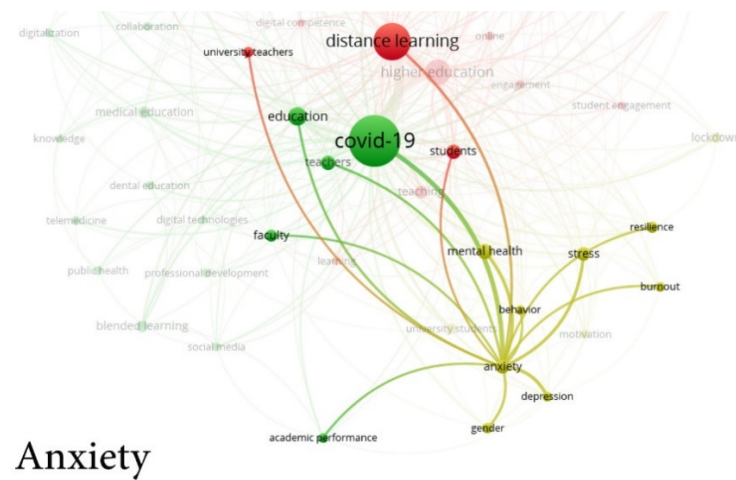 digital competence
collaboration
digitalization
online
distance learning
university teachers
higher education
engagement
student engagement
medical education
education
knowledge
covid-19
lockdown
students
teachers
dental education
teaching
telemedicine
digital technologies
resilience
faculty
mental health
stress
learning
public health
professional development
burnout
behavior
blended learning
university students
motivation
social media
anxiety
depression
gender
academic performance
Anxiety